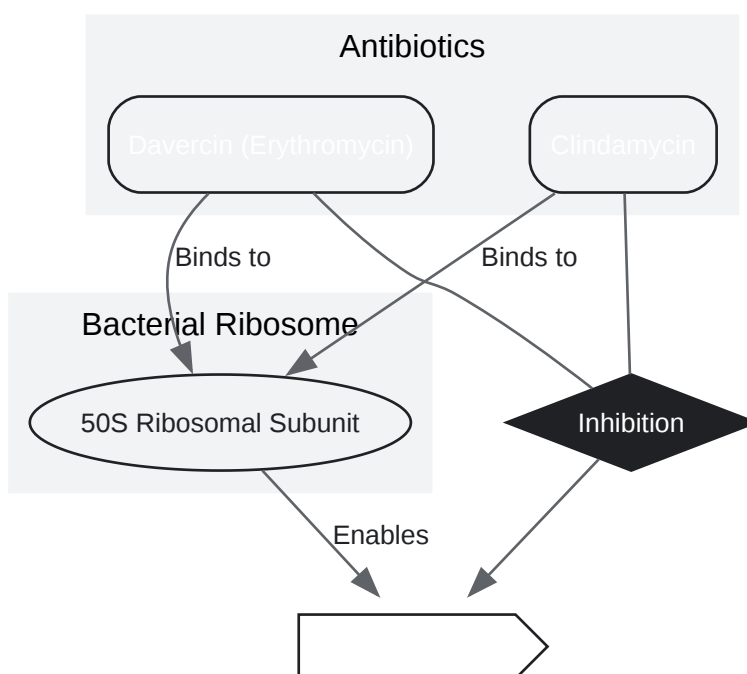 Antibiotics
Davercin (Erythromycin)
Clindamycin
Binds to
Binds to
Bacterial Ribosome
50S Ribosomal Subunit
Inhibition
Enables